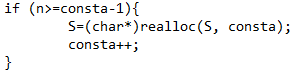 if (n>=consta-1){
        S=(char*)realloc(S, consta);
        consta++;
}